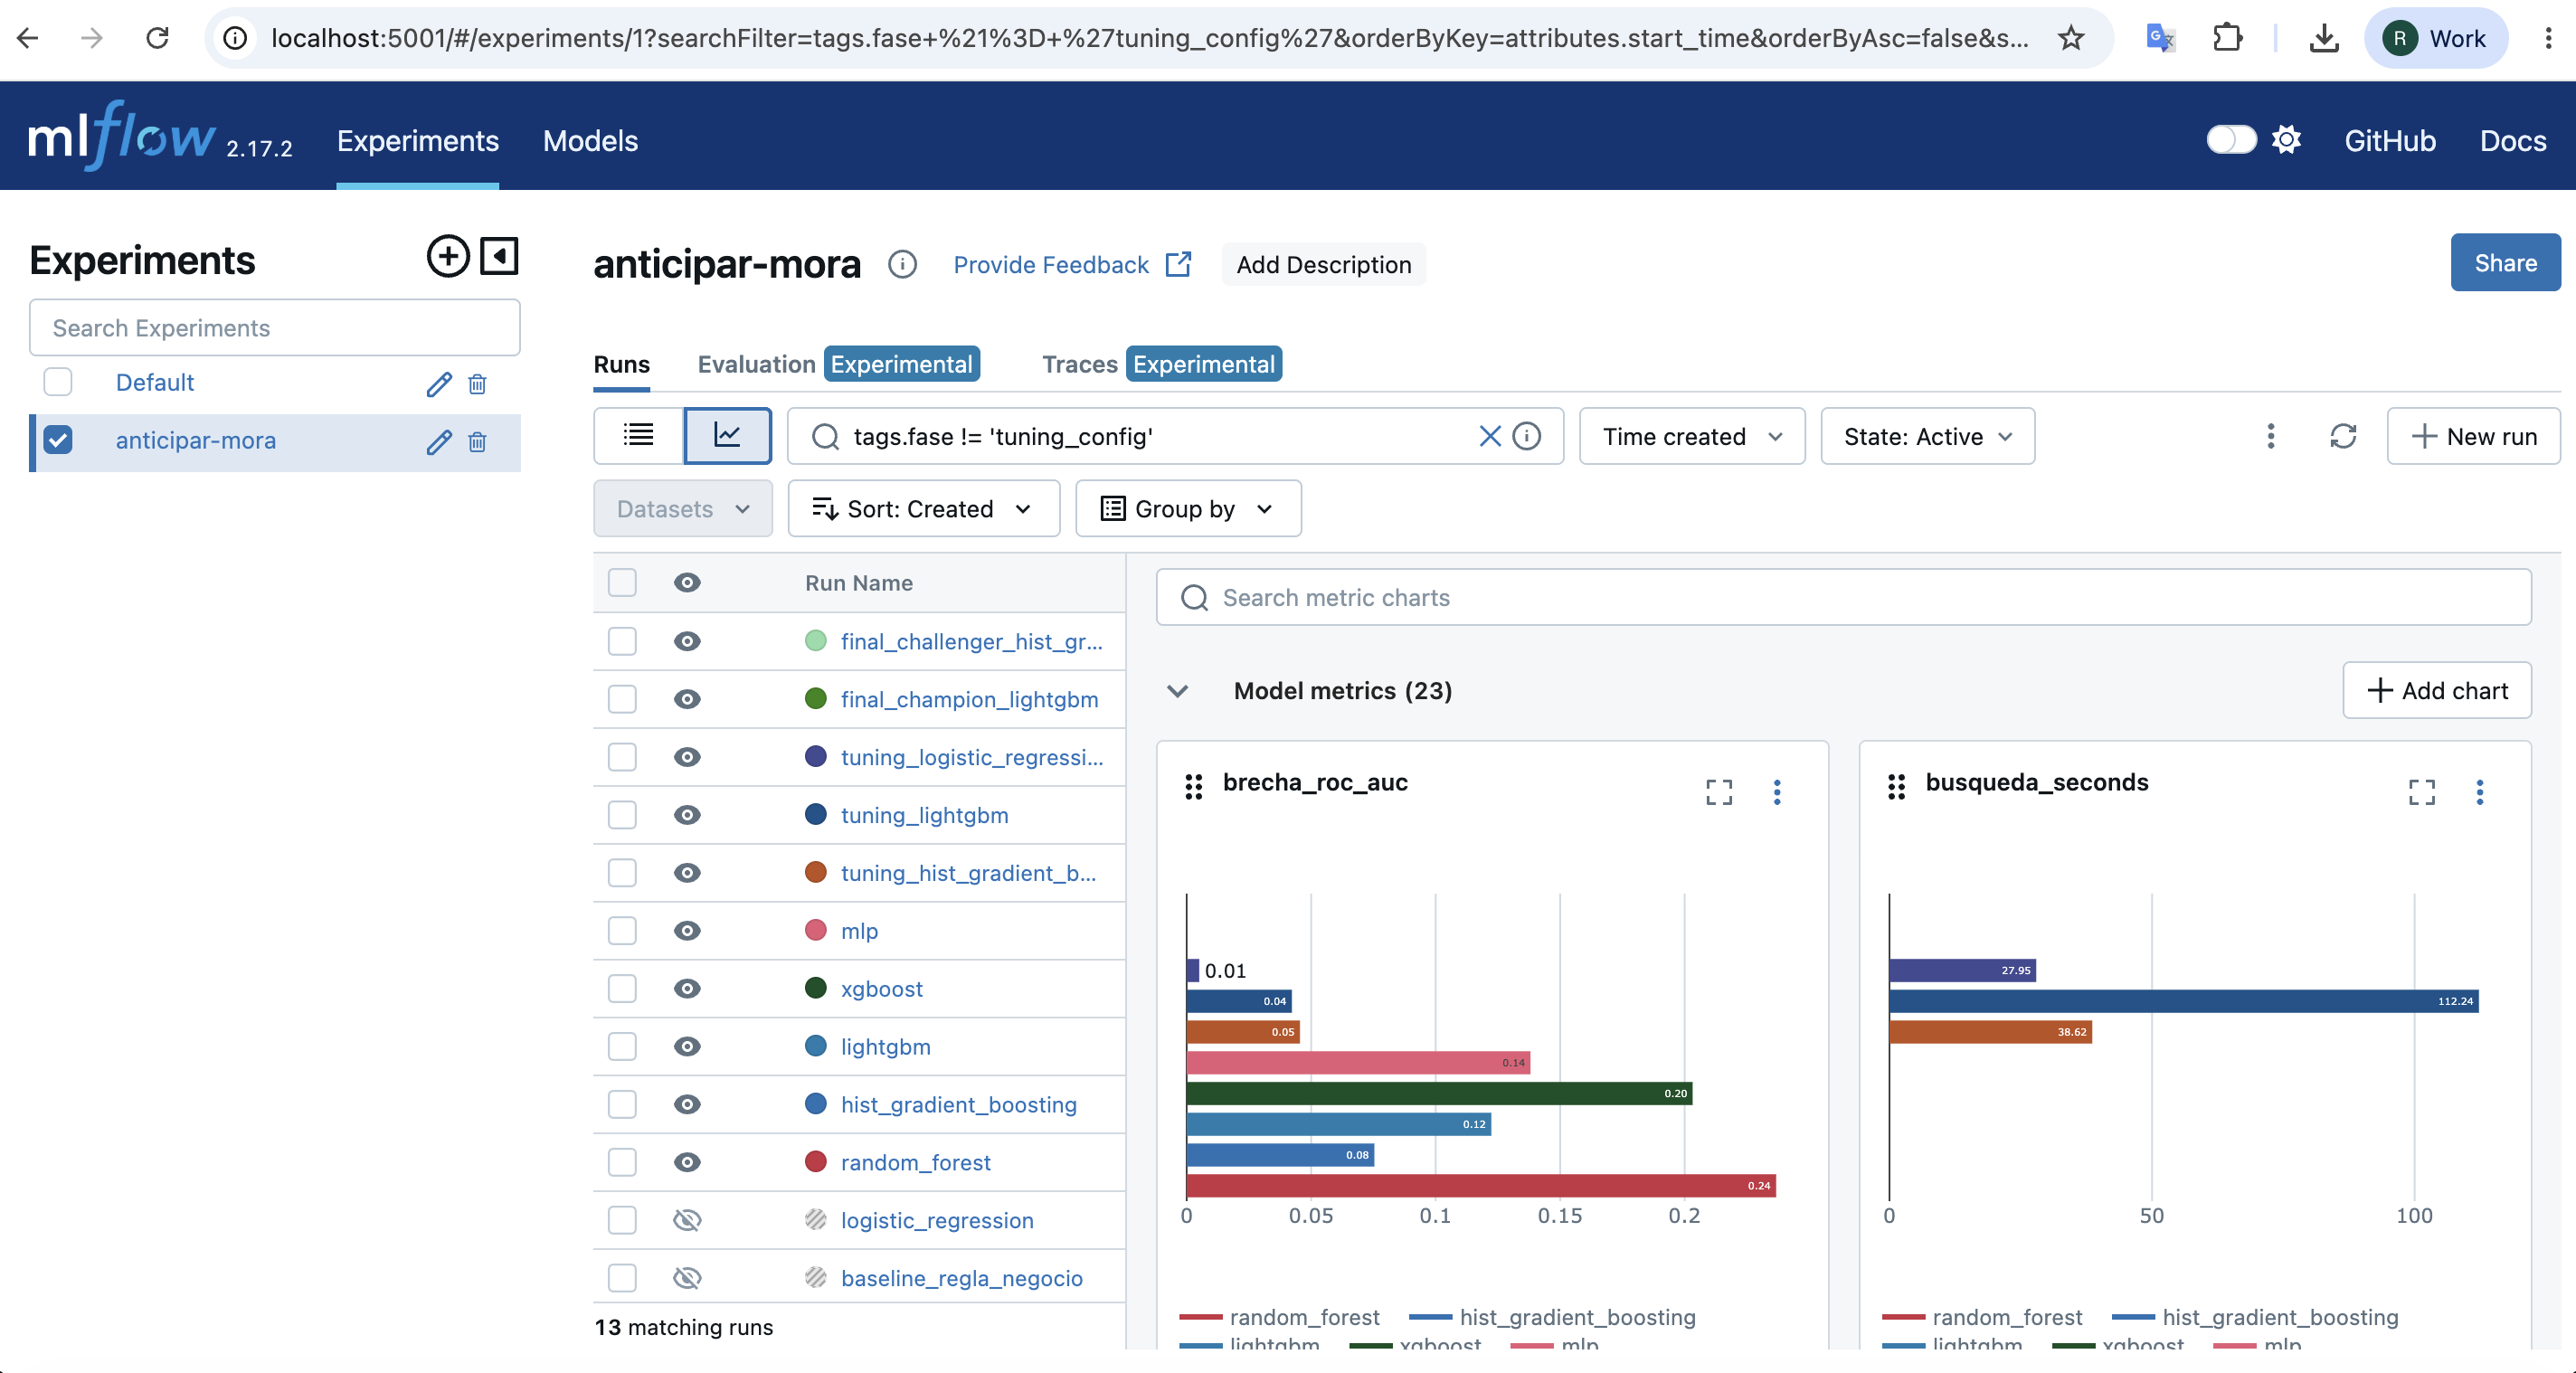 localhost:5001/#/experiments/1?searchFilter=tags.fase+%21%3D+%27tuning_config%27&orderByKey=attributes.start_time&orderByAsc=false&s...
R Work
mlflow 2.17.2 Experiments Models GitHub Docs
Experiments
Search Experiments
Default
anticipar-mora
anticipar-mora Provide Feedback Add Description Share
Runs Evaluation Experimental Traces Experimental
tags.fase != 'tuning_config' Time created State: Active New run
Datasets Sort: Created Group by
Run Name
final_challenger_hist_gr...
final_champion_lightgbm
tuning_logistic_regressi...
tuning_lightgbm
tuning_hist_gradient_b...
mlp
xgboost
lightgbm
hist_gradient_boosting
random_forest
logistic_regression
baseline_regla_negocio
13 matching runs
Search metric charts
Model metrics (23) Add chart
brecha_roc_auc
0.01
0.04
0.05
0.14
0.20
0.12
0.08
0.24
0 0.05 0.1 0.15 0.2
random_forest hist_gradient_boosting
lightgbm xgboost mlp
busqueda_seconds
27.95
112.24
38.62
0 50 100
random_forest hist_gradient_boosting
lightgbm xgboost mlp